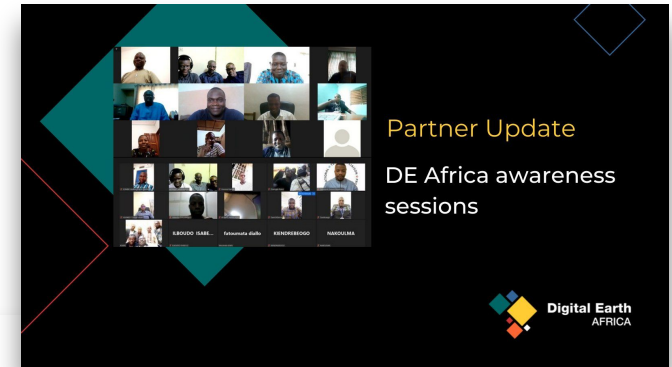 Partner Update
DE Africa awareness
sessions
ILBOUDO ISABE...
fatoumata diallo
KIENDREBEOGO
NAKOULMA
Digital Earth
AFRICA